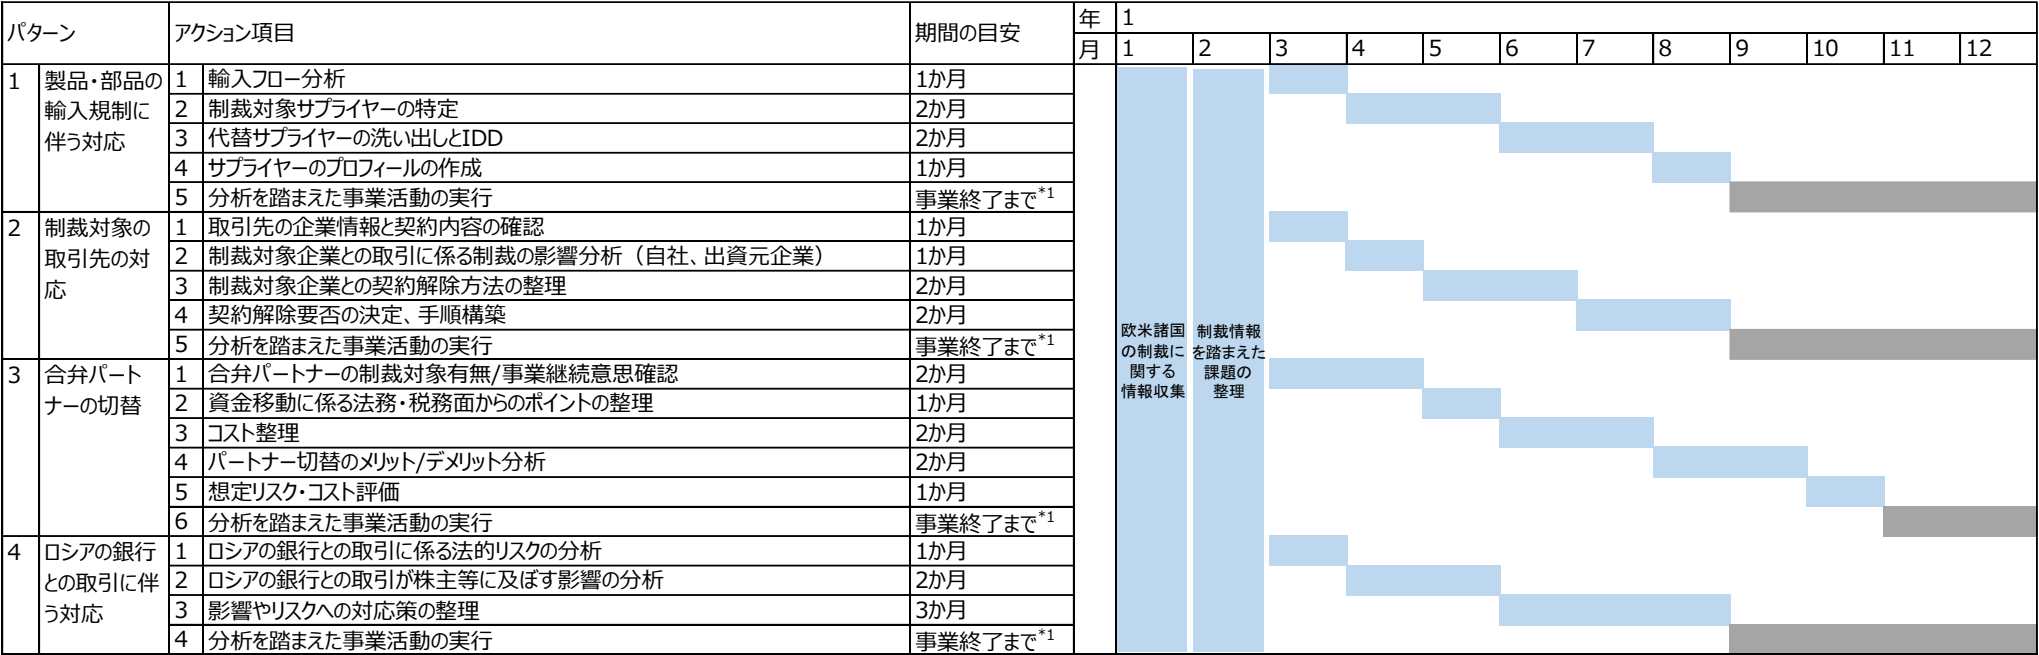 パターン アクション項目 期間の目安 年 1
月 1 2 3 4 5 6 7 8 9 10 11 12
1 製品・部品の
輸入規制に
伴う対応
1 輸入フロー分析 1か月
2 制裁対象サプライヤーの特定 2か月
3 代替サプライヤーの洗い出しとIDD 2か月
4 サプライヤーのプロフィールの作成 1か月
5 分析を踏まえた事業活動の実行 事業終了まで*1
2 制裁対象の
取引先の対
応
1 取引先の企業情報と契約内容の確認 1か月
2 制裁対象企業との取引に係る制裁の影響分析（自社、出資元企業） 1か月
3 制裁対象企業との契約解除方法の整理 2か月
4 契約解除要否の決定、手順構築 2か月
5 分析を踏まえた事業活動の実行 事業終了まで*1
3 合弁パート
ナーの切替
1 合弁パートナーの制裁対象有無/事業継続意思確認 2か月
2 資金移動に係る法務・税務面からのポイントの整理 1か月
3 コスト整理 2か月
4 パートナー切替のメリット/デメリット分析 2か月
5 想定リスク・コスト評価 1か月
6 分析を踏まえた事業活動の実行 事業終了まで*1
4 ロシアの銀行
との取引に伴
う対応
1 ロシアの銀行との取引に係る法的リスクの分析 1か月
2 ロシアの銀行との取引が株主等に及ぼす影響の分析 2か月
3 影響やリスクへの対応策の整理 3か月
4 分析を踏まえた事業活動の実行 事業終了まで*1
欧米諸国
の制裁に
関する
情報収集
制裁情報
を踏まえた
課題の
整理